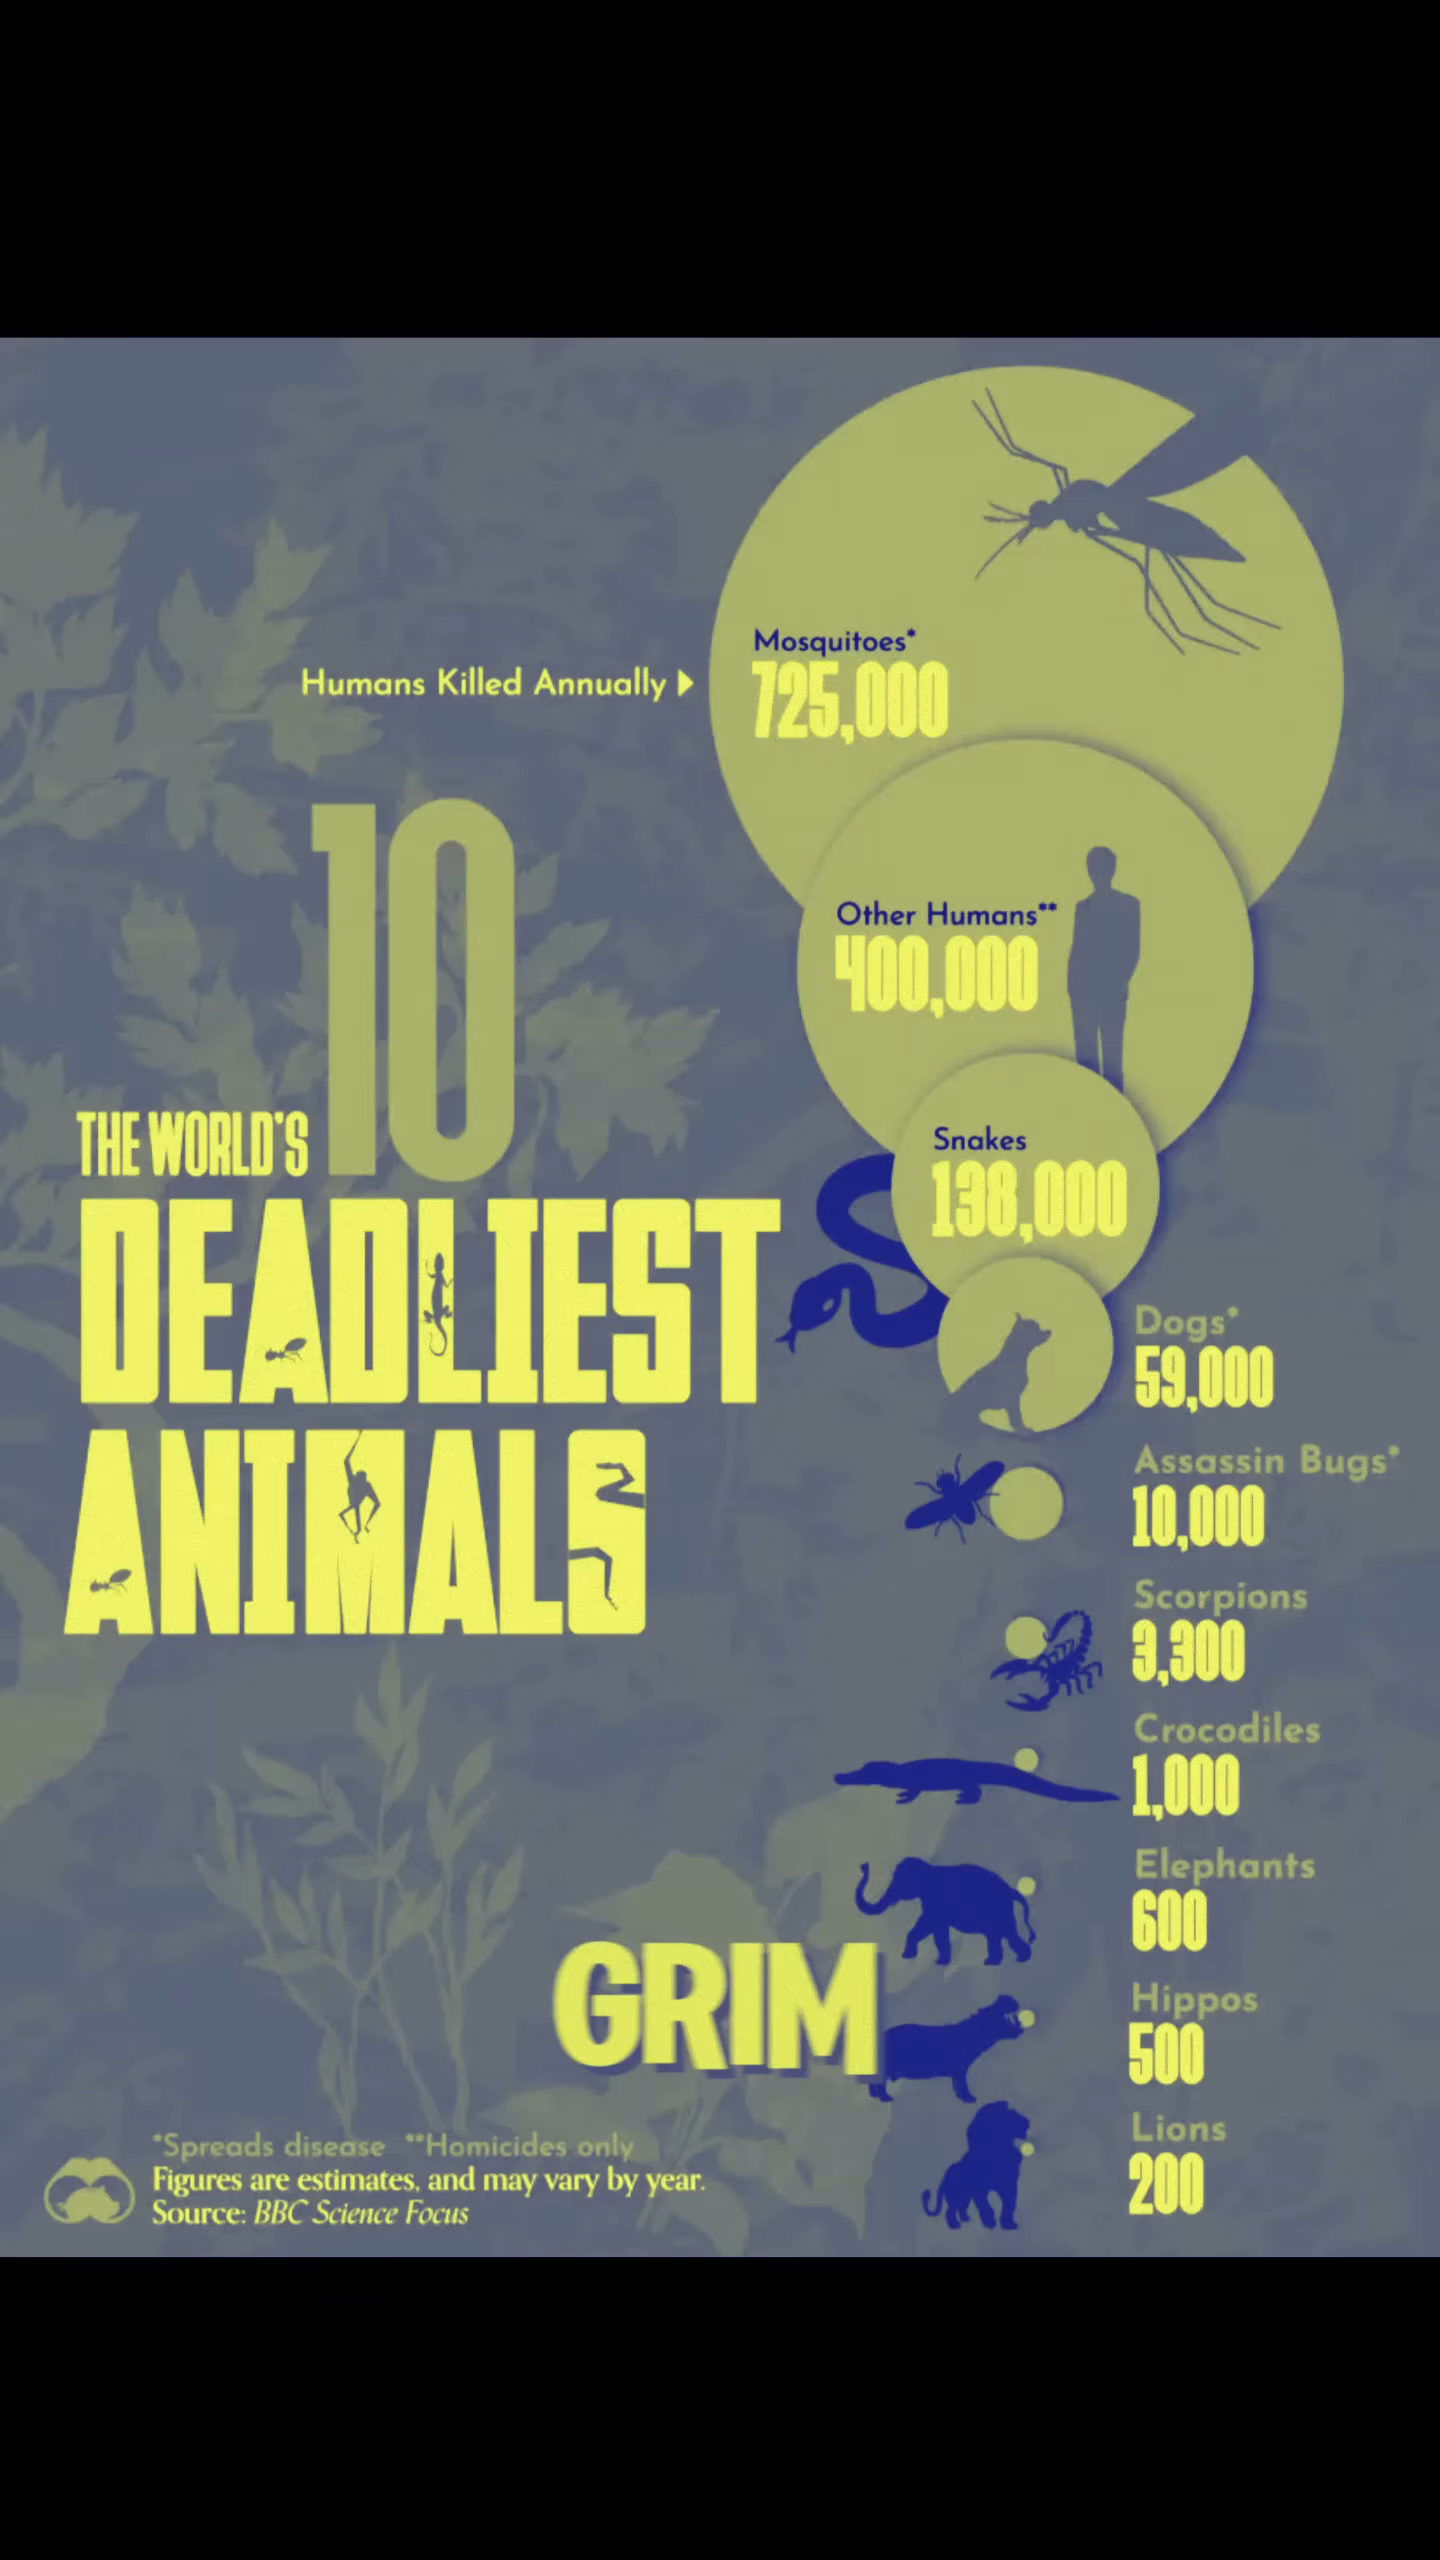 Humans Killed Annually
Mosquitoes*
725,000
Other Humans**
400,000
Snakes
138,000
THE WORLD'S 10
DEADLIEST
ANIMALS
Dogs*
59,000
Assassin Bugs*
10,000
Scorpions
3,300
Crocodiles
1,000
Elephants
600
Hippos
500
Lions
200
GRIM
*Spreads disease **Homicides only
Figures are estimates, and may vary by year.
Source: BBC Science Focus